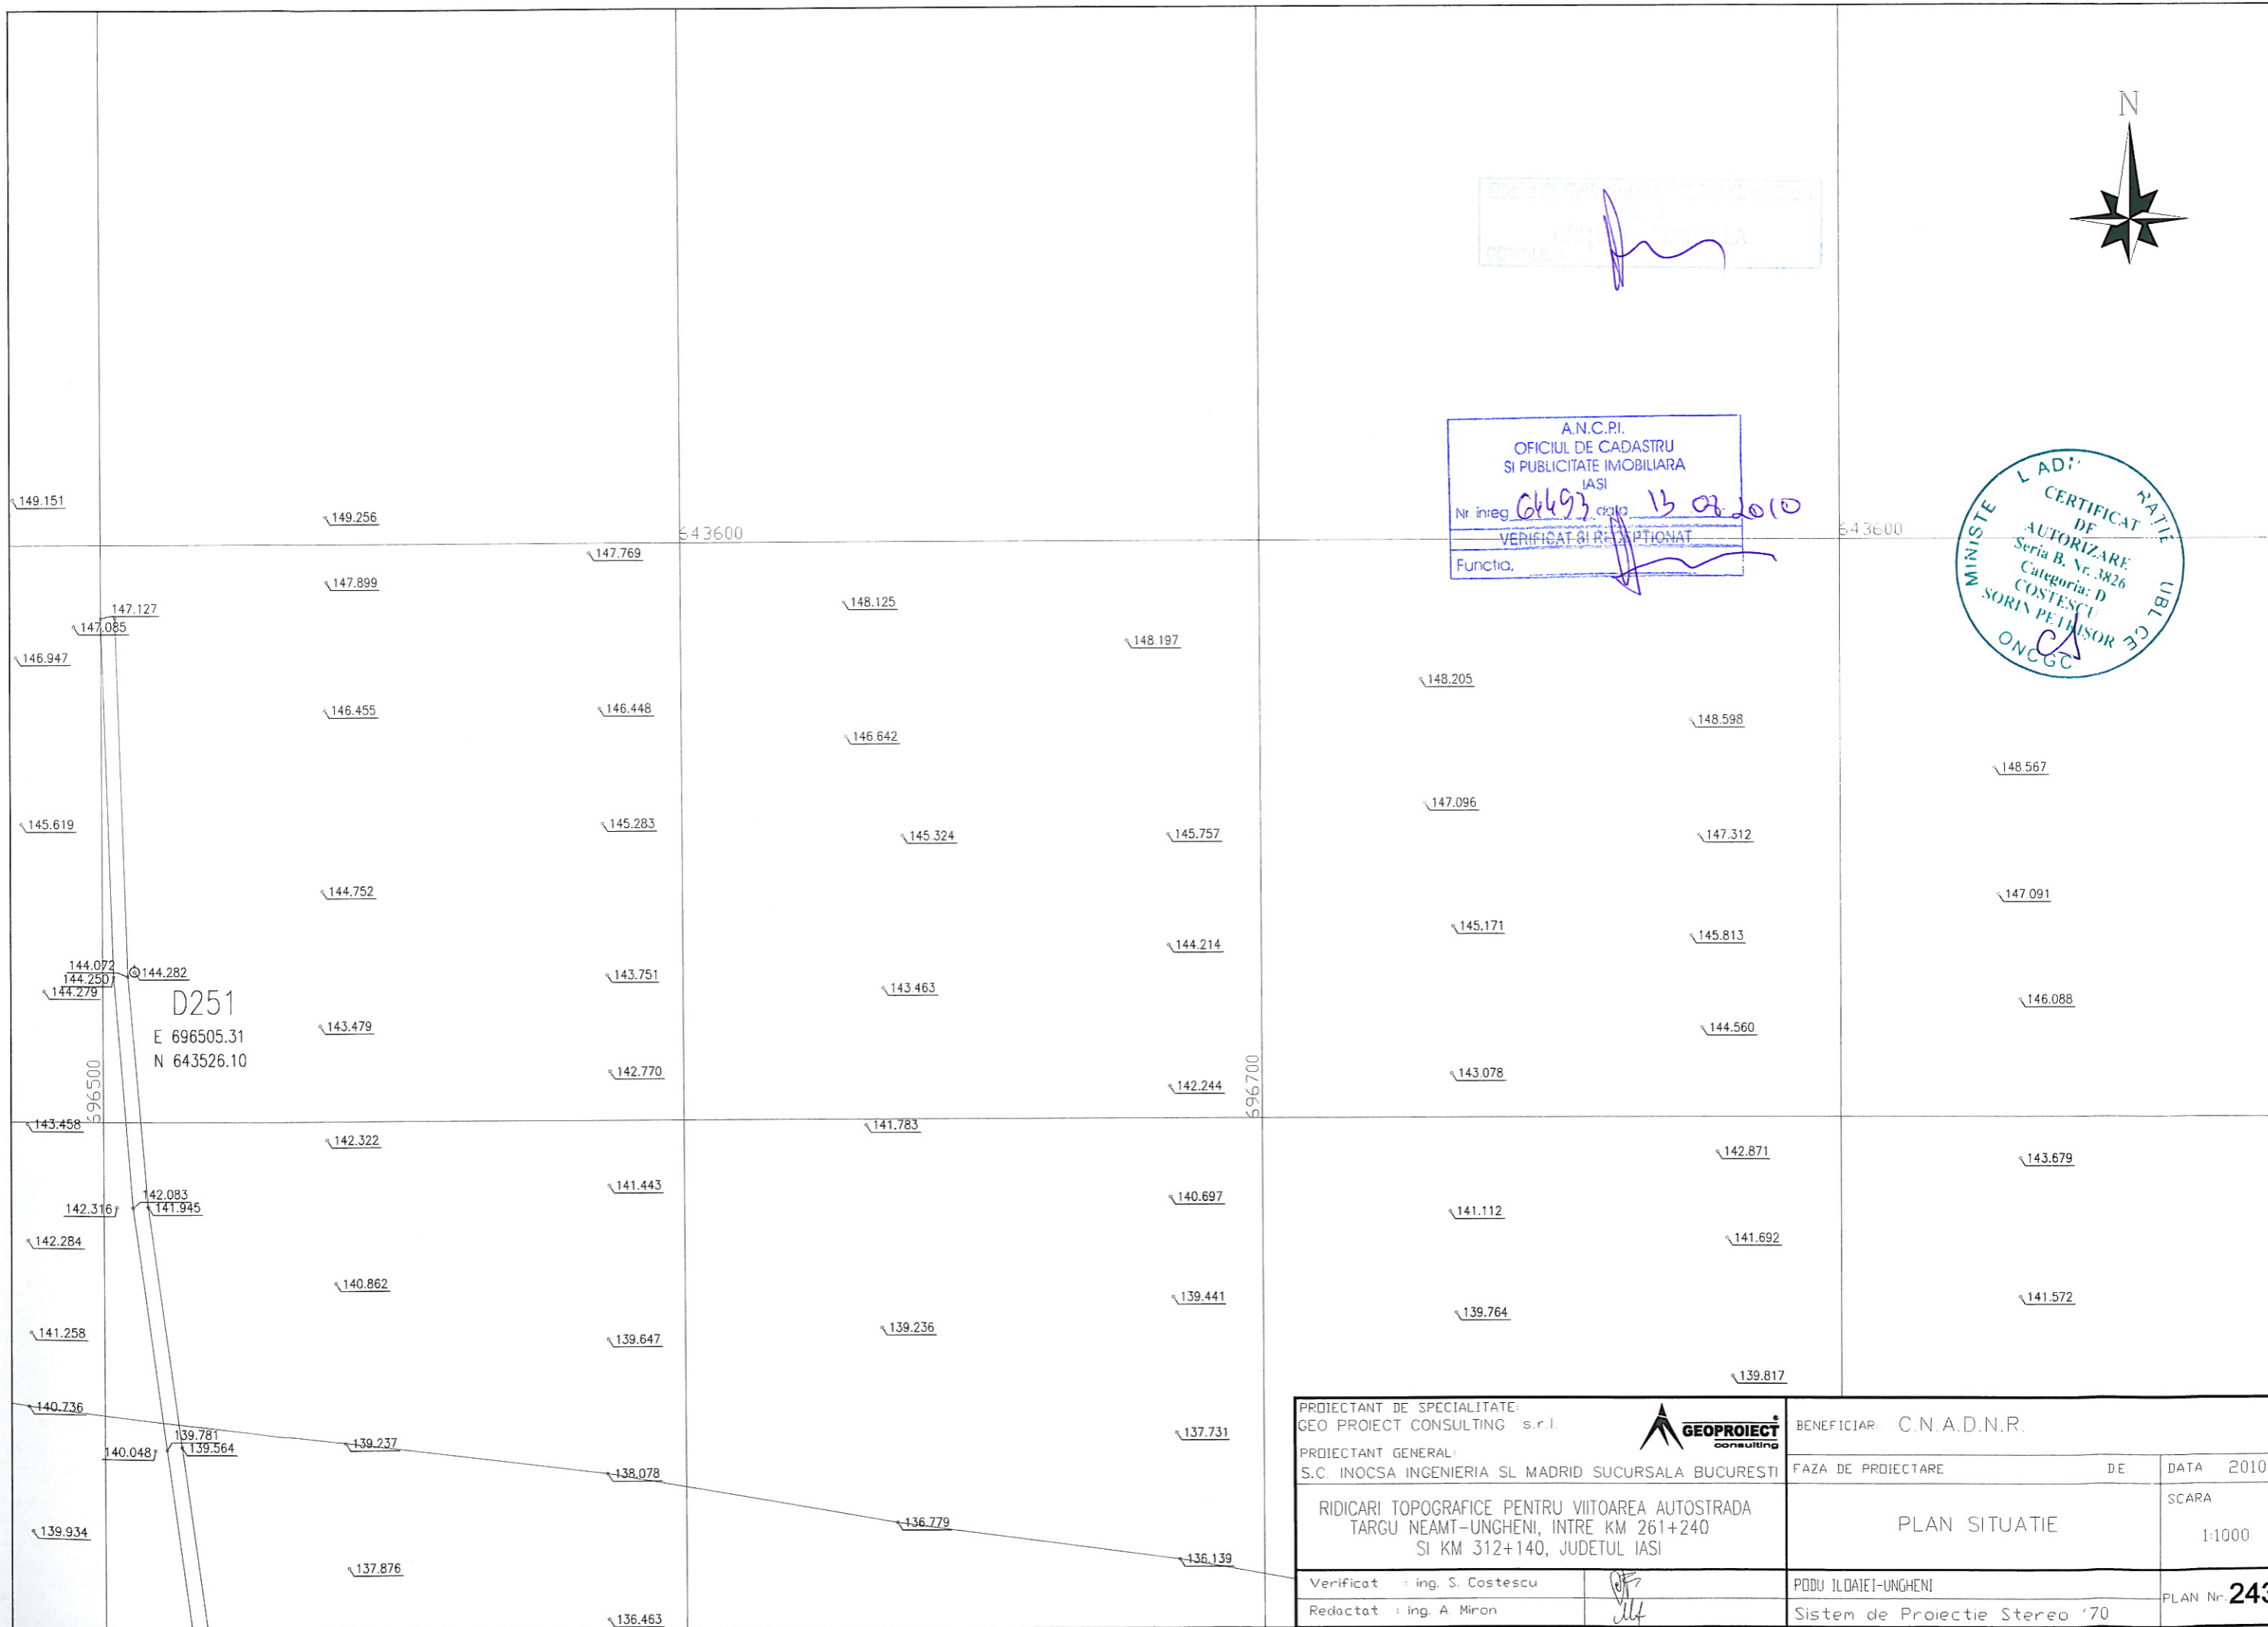 N
A.N.C.P.I.
OFICIUL DE CADASTRU
SI PUBLICITATE IMOBILIARA
IASI
Nr. inreg 64493 data 13 2010
VERIFICAT SI RECEPTIONAT
Functia,
CERTIFICAT
DE
AUTORIZARE
Seria B. Nr. 3826
Categoria: D
COSTESCU
SORIN PETRISOR
ONCGC
149.151
149.256
643600
643600
147.769
147.899
148.125
147.127
147.085
148.197
146.947
148.205
146.455
146.448
148.598
146.642
148.567
147.096
145.619
145.283
145.324
145.757
147.312
144.752
147.091
145.171
145.813
144.214
144.072
144.282
144.250
144.279
143.751
143.463
146.088
D251
E 696505.31
N 643526.10
143.479
144.560
142.770
143.078
142.244
696500
696700
143.458
141.783
142.322
142.871
143.679
141.443
142.083
140.697
142.316
141.945
141.112
142.284
141.692
140.862
139.441
141.572
139.764
141.258
139.647
139.236
139.817
140.736
139.781
139.237
137.731
140.048
139.564
138.078
136.779
139.934
136.139
137.876
136.463
PROIECTANT DE SPECIALITATE:
GEO PROIECT CONSULTING s.r.l.
GEOPROIECT
consulting
PROIECTANT GENERAL:
S.C. INOCSA INGENIERIA SL MADRID SUCURSALA BUCURESTI
BENEFICIAR: C.N.A.D.N.R.
FAZA DE PROIECTARE DE
DATA 2010
RIDICARI TOPOGRAFICE PENTRU VIITOAREA AUTOSTRADA
TARGU NEAMT-UNGHENI, INTRE KM 261+240
SI KM 312+140, JUDETUL IASI
PLAN SITUATIE
SCARA
1:1000
Verificat : ing. S. Costescu
Redactat : ing. A. Miron
PODU ILOAIEI-UNGHENI
Sistem de Proiectie Stereo '70
PLAN Nr. 243